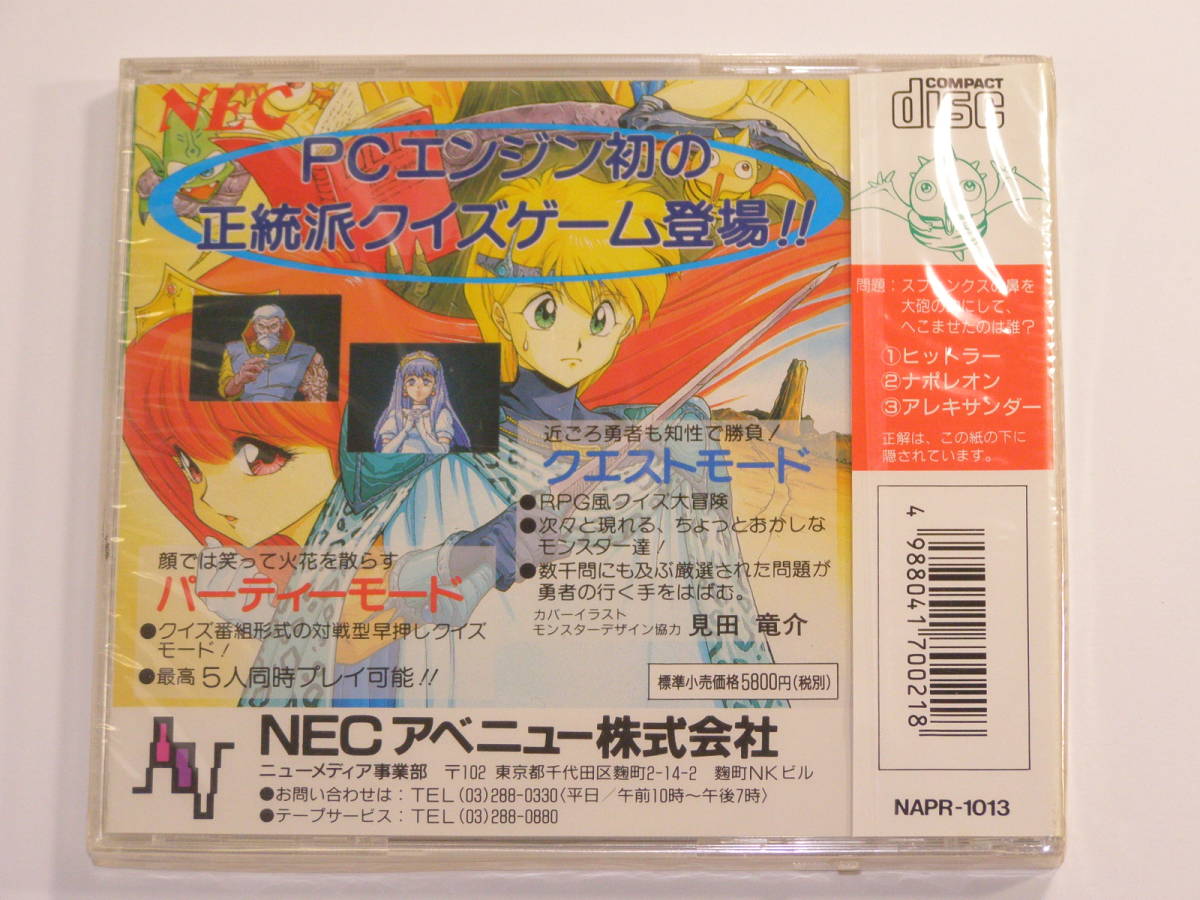 NEC
PCエンジン初の
正統派クイズゲーム登場!!
近ごろ勇者も知性で勝負!
クエストモード
●RPG風クイズ大冒険
●次々と現れる、ちょっとおかしな
モンスター達!
●数千問にも及ぶ厳選された問題が
勇者の行く手をはばむ。
カバーイラスト
モンスターデザイン協力 見田 竜介
顔では笑って火花を散らす
パーティーモード
●クイズ番組形式の対戦型早押しクイズ
モード!
●最高5人同時プレイ可能!!
標準小売価格5800円(税別)
NECアベニュー株式会社
ニューメディア事業部 〒102 東京都千代田区麹町2-14-2 麹町NKビル
●お問い合わせは:TEL(03)288-0330〈平日/午前10時〜午後7時〉
●テープサービス:TEL(03)288-0880
COMPACT
disc
問題:スフィンクスの鼻を
大砲の的にして、
へこませたのは誰?
①ヒットラー
②ナポレオン
③アレキサンダー
正解は、この紙の下に
隠されています。
4988041700218
NAPR-1013